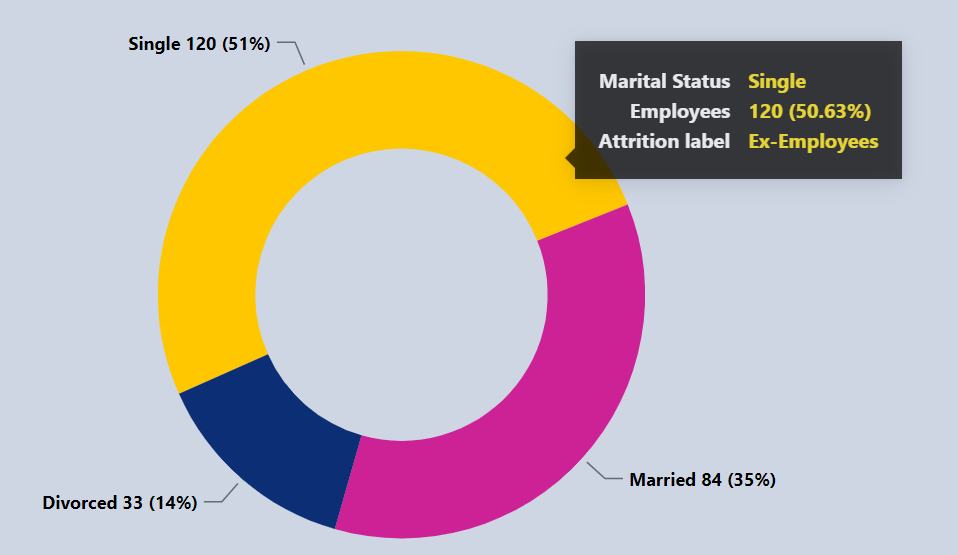 Single 120 (51%)
Marital Status Single
Employees 120 (50.63%)
Attrition label Ex-Employees
Married 84 (35%)
Divorced 33 (14%)